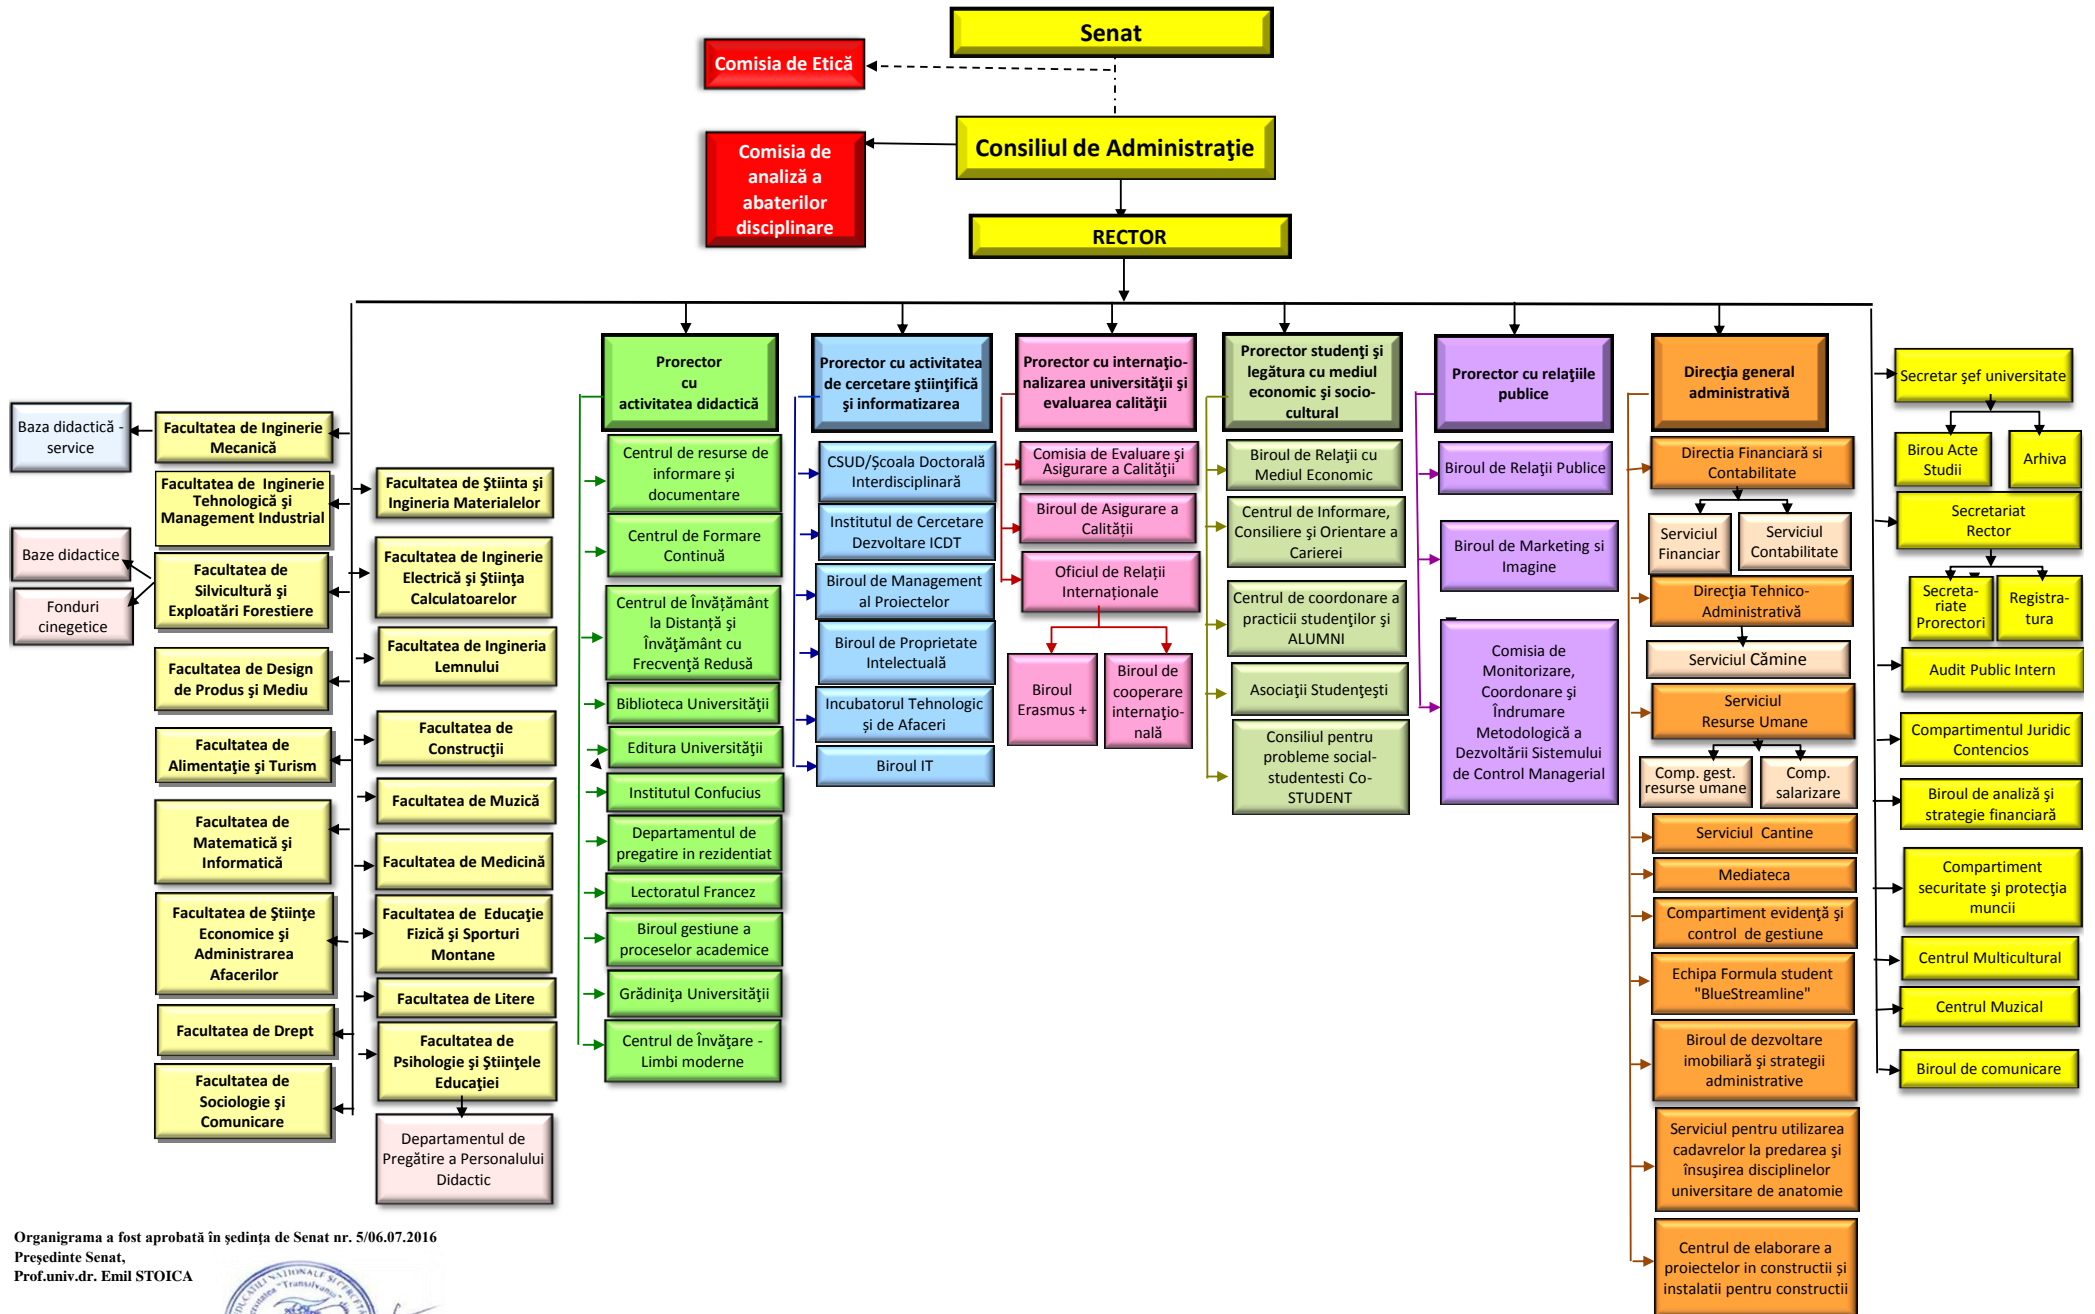 Senat
Comisia de Etică
Consiliul de Administraţie
Comisia de
analiză a
abaterilor
disciplinare
RECTOR
Baza didactică -
service
Baze didactice
Fonduri
cinegetice
Facultatea de Inginerie
Mecanică
Facultatea de Inginerie
Tehnologică şi
Management Industrial
Facultatea de
Silvicultură şi
Exploatări Forestiere
Facultatea de Design
de Produs şi Mediu
Facultatea de
Alimentaţie şi Turism
Facultatea de
Matematică şi
Informatică
Facultatea de Ştiinţe
Economice şi
Administrarea
Afacerilor
Facultatea de Drept
Facultatea de
Sociologie şi
Comunicare
Facultatea de Ştiinta şi
Ingineria Materialelor
Facultatea de Inginerie
Electrică şi Ştiinţa
Calculatoarelor
Facultatea de Ingineria
Lemnului
Facultatea de
Construcţii
Facultatea de Muzică
Facultatea de Medicină
Facultatea de Educaţie
Fizică şi Sporturi
Montane
Facultatea de Litere
Facultatea de
Psihologie şi Ştiinţele
Educaţiei
Departamentul de
Pregătire a Personalului
Didactic
Prorector
cu
activitatea didactică
Centrul de resurse de
informare și
documentare
Centrul de Formare
Continuă
Centrul de Învățământ
la Distanţă şi
Învăţământ cu
Frecvenţă Redusă
Biblioteca Universităţii
Editura Universităţii
Institutul Confucius
Departamentul de
pregatire in rezidentiat
Lectoratul Francez
Biroul gestiune a
proceselor academice
Grădinița Universităţii
Centrul de Învăţare -
Limbi moderne
Prorector cu activitatea
de cercetare ştiinţifică
şi informatizarea
CSUD/Școala Doctorală
Interdisciplinară
Institutul de Cercetare
Dezvoltare ICDT
Biroul de Management
al Proiectelor
Biroul de Proprietate
Intelectuală
Incubatorul Tehnologic
și de Afaceri
Biroul IT
Prorector cu internaţio-
nalizarea universităţii şi
evaluarea calităţii
Comisia de Evaluare şi
Asigurare a Calităţii
Biroul de Asigurare a
Calității
Oficiul de Relații
Internaționale
Biroul
Erasmus +
Biroul de
cooperare
internațio-
nală
Prorector studenţi şi
legătura cu mediul
economic şi socio-
cultural
Biroul de Relaţii cu
Mediul Economic
Centrul de Informare,
Consiliere şi Orientare a
Carierei
Centrul de coordonare a
practicii studenţilor şi
ALUMNI
Asociaţii Studenţeşti
Consiliul pentru
probleme social-
studentesti Co-
STUDENT
Prorector cu relaţiile
publice
Biroul de Relaţii Publice
Biroul de Marketing si
Imagine
Comisia de
Monitorizare,
Coordonare şi
Îndrumare
Metodologică a
Dezvoltării Sistemului
de Control Managerial
Direcţia general
administrativă
Directia Financiară si
Contabilitate
Serviciul
Financiar
Serviciul
Contabilitate
Direcţia Tehnico-
Administrativă
Serviciul Cămine
Serviciul
Resurse Umane
Comp. gest.
resurse umane
Comp.
salarizare
Serviciul Cantine
Mediateca
Compartiment evidenţă şi
control de gestiune
Echipa Formula student
"BlueStreamline"
Biroul de dezvoltare
imobiliară şi strategii
administrative
Serviciul pentru utilizarea
cadavrelor la predarea şi
însuşirea disciplinelor
universitare de anatomie
Centrul de elaborare a
proiectelor in constructii și
instalatii pentru constructii
Secretar şef universitate
Birou Acte
Studii
Arhiva
Secretariat
Rector
Secreta-
riate
Prorectori
Registra-
tura
Audit Public Intern
Compartimentul Juridic
Contencios
Biroul de analiză şi
strategie financiară
Compartiment
securitate şi protecţia
muncii
Centrul Multicultural
Centrul Muzical
Biroul de comunicare
Organigrama a fost aprobată în şedinţa de Senat nr. 5/06.07.2016
Preşedinte Senat,
Prof.univ.dr. Emil STOICA